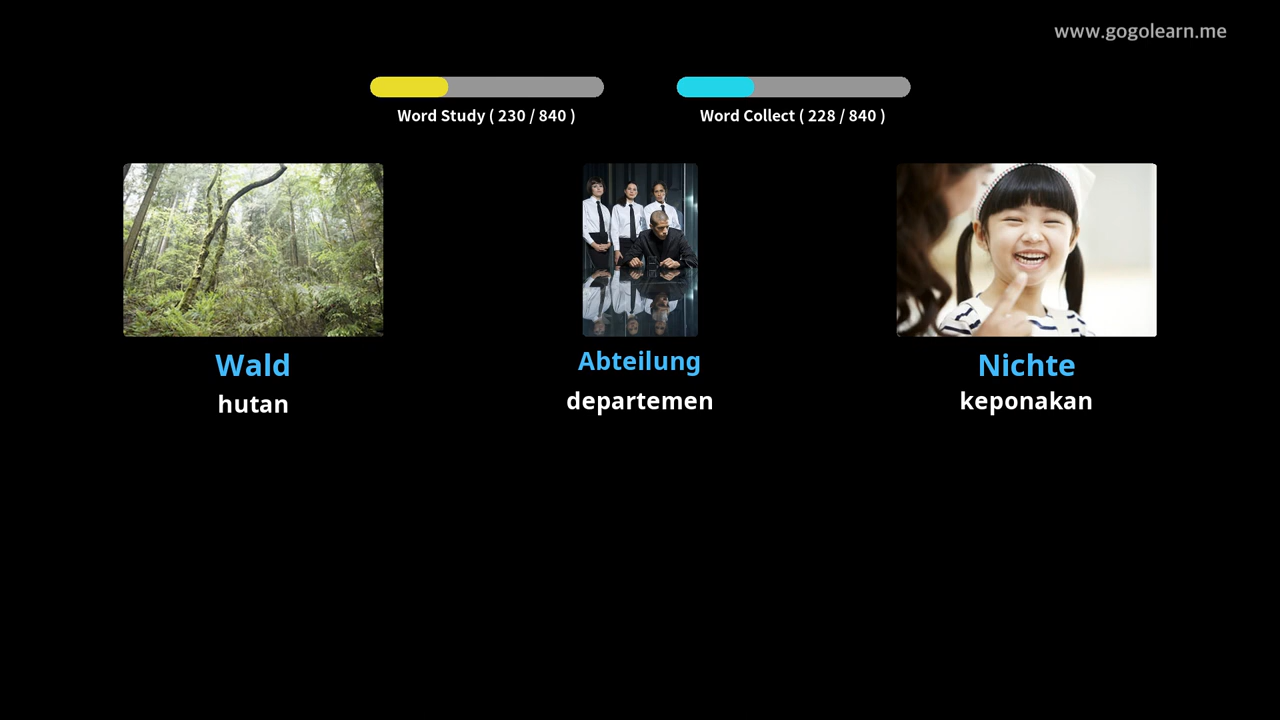 www.gogolearn.me
Word Study ( 230 / 840 )
Word Collect ( 228 / 840 )
Wald
hutan
Abteilung
departemen
Nichte
keponakan